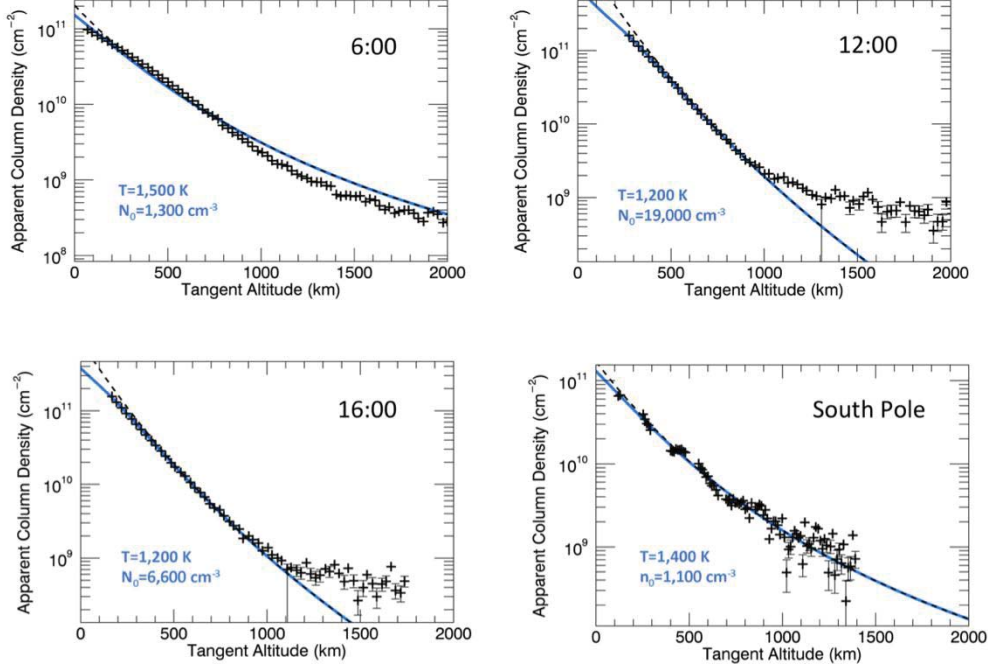 Apparent Column Density (cm⁻²)
10¹¹
10¹⁰
10⁹
10⁸
6:00
T=1,500 K
N₀=1,300 cm⁻³
0 500 1000 1500 2000
Tangent Altitude (km)
Apparent Column Density (cm⁻²)
10¹¹
10¹⁰
10⁹
12:00
T=1,200 K
N₀=19,000 cm⁻³
0 500 1000 1500 2000
Tangent Altitude (km)
Apparent Column Density (cm⁻²)
10¹¹
10¹⁰
10⁹
16:00
T=1,200 K
N₀=6,600 cm⁻³
0 500 1000 1500 2000
Tangent Altitude (km)
Apparent Column Density (cm⁻²)
10¹¹
10¹⁰
10⁹
South Pole
T=1,400 K
n₀=1,100 cm⁻³
0 500 1000 1500 2000
Tangent Altitude (km)